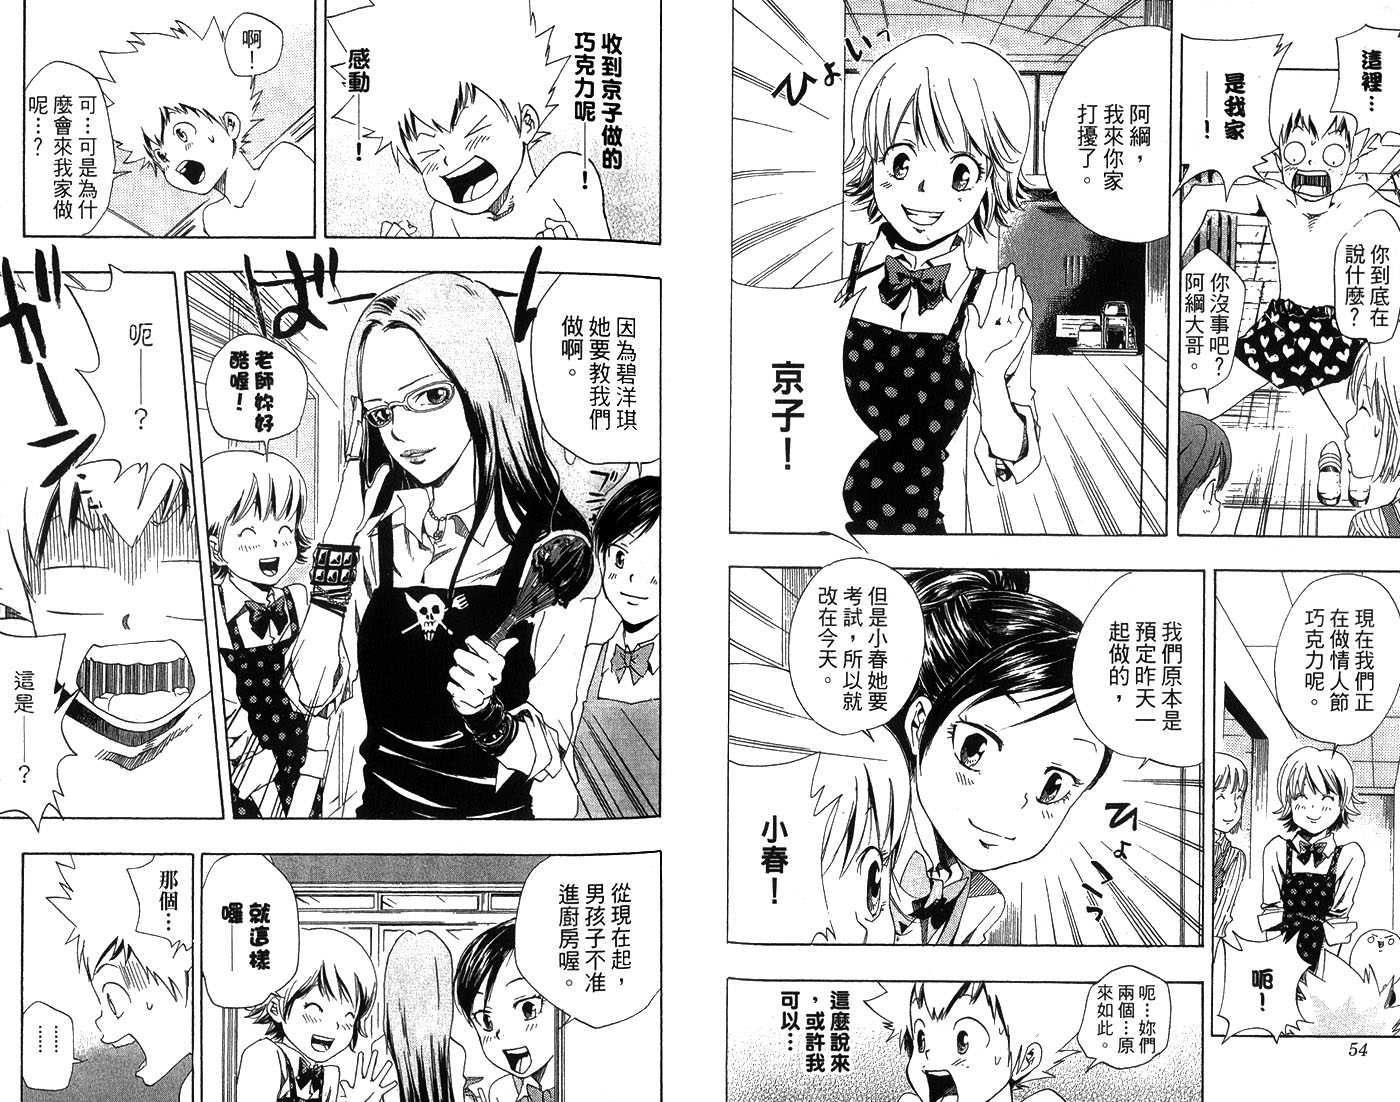 這裡…
是我家
──！
你到底在
說什麼？
你沒事吧？
阿綱大哥。
ひょいっ
阿綱，
我來你家
打擾了。
京子！
現在我們正
在做情人節
巧克力呢。
呃！
我們原本是
預定昨天一
起做的，
但是小春她要
考試，所以就
改在今天。
ひょこっ
小春！
呃…妳們
兩個…原
來如此。
這麼說來
，或許我
可以…
54
收到京子做的
巧克力呢──！
感動──！
啊！
可…可是為什
麼會來我家做
呢…？
因為碧洋琪
她要教我們
做啊。
ばーん
老師妳好
酷喔！
ガーン
呃──？
這是──？
從現在起，
男孩子不准
進廚房喔。
就這樣
──囉
那個…
………